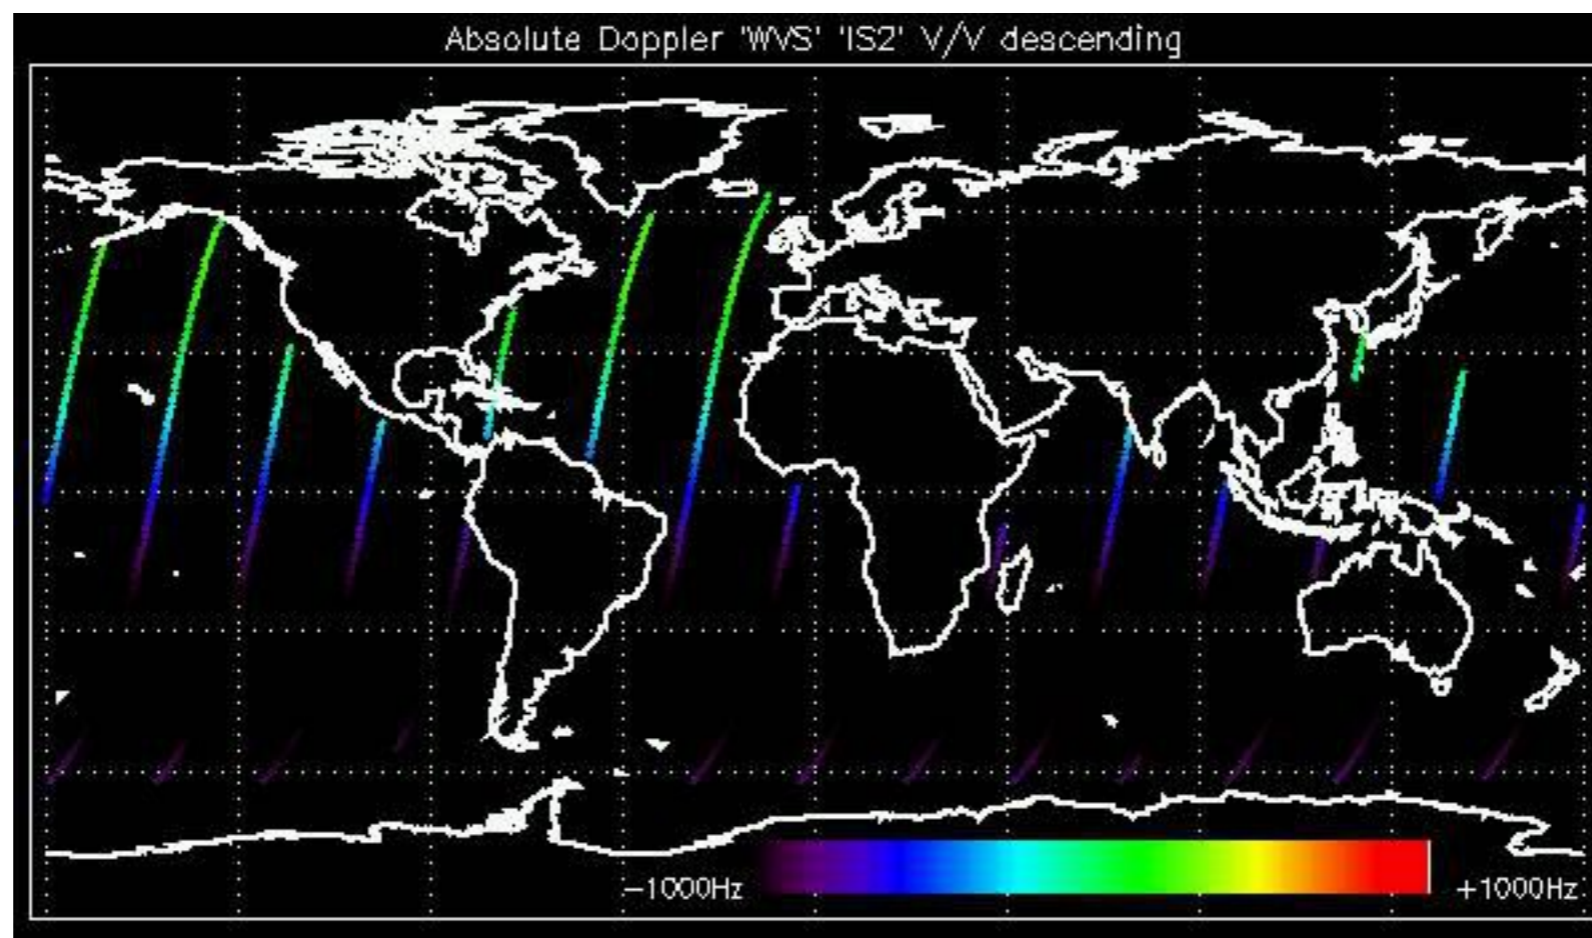 Absolute Doppler 'WVS' 'IS2' V/V descending
−1000Hz +1000Hz